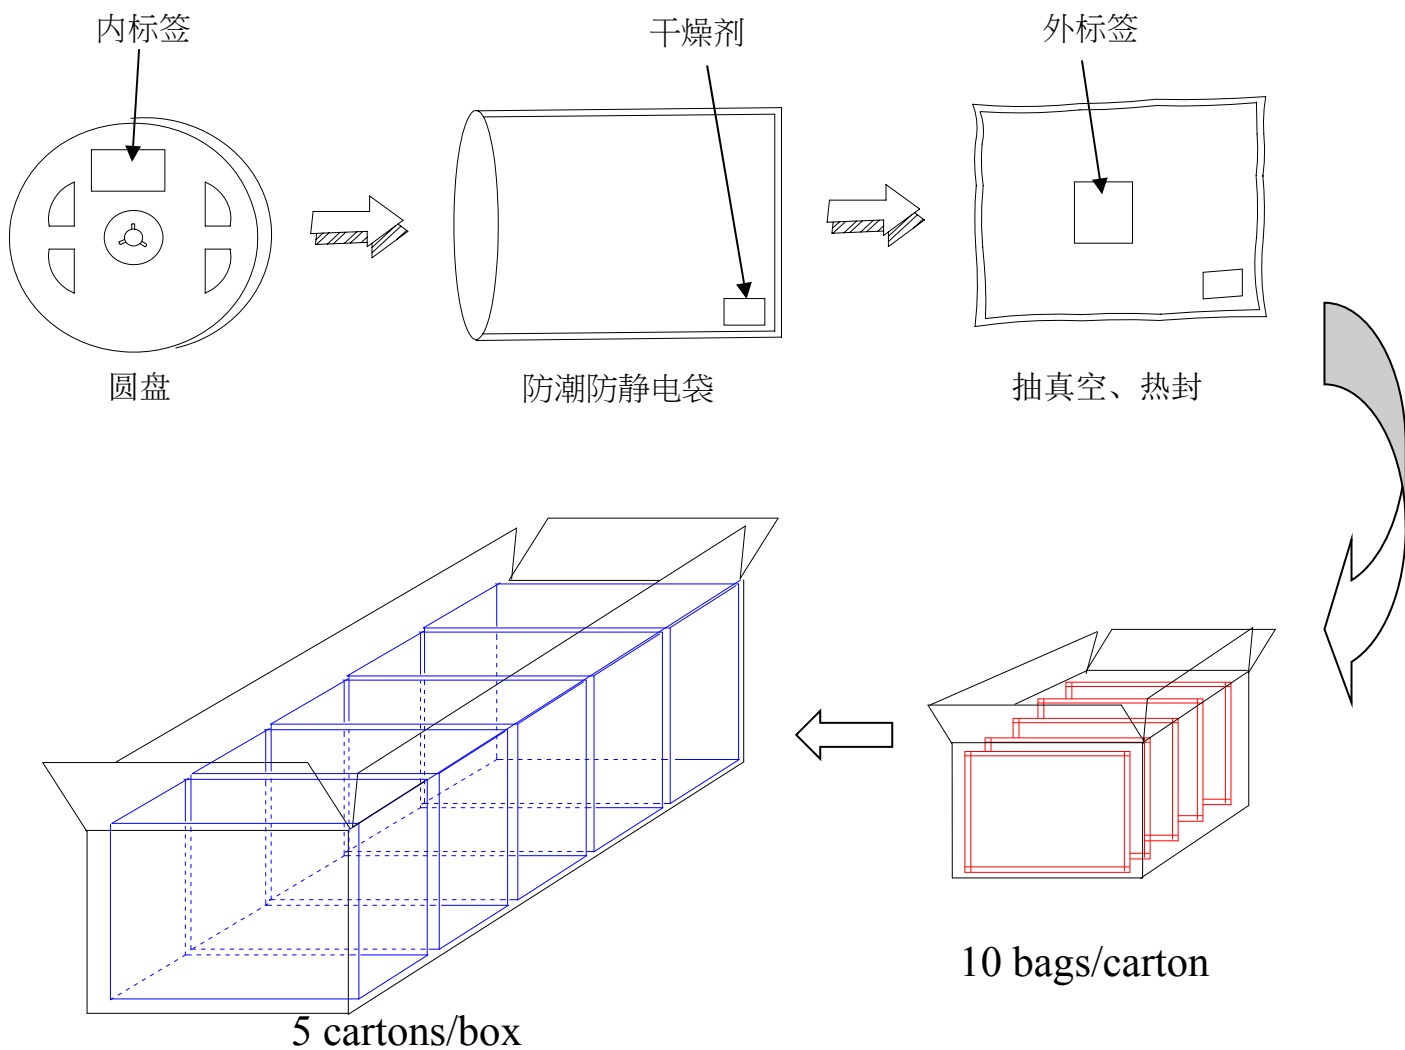 内标签
干燥剂
外标签
圆盘
防潮防静电袋
抽真空、热封
10 bags/carton
5 cartons/box